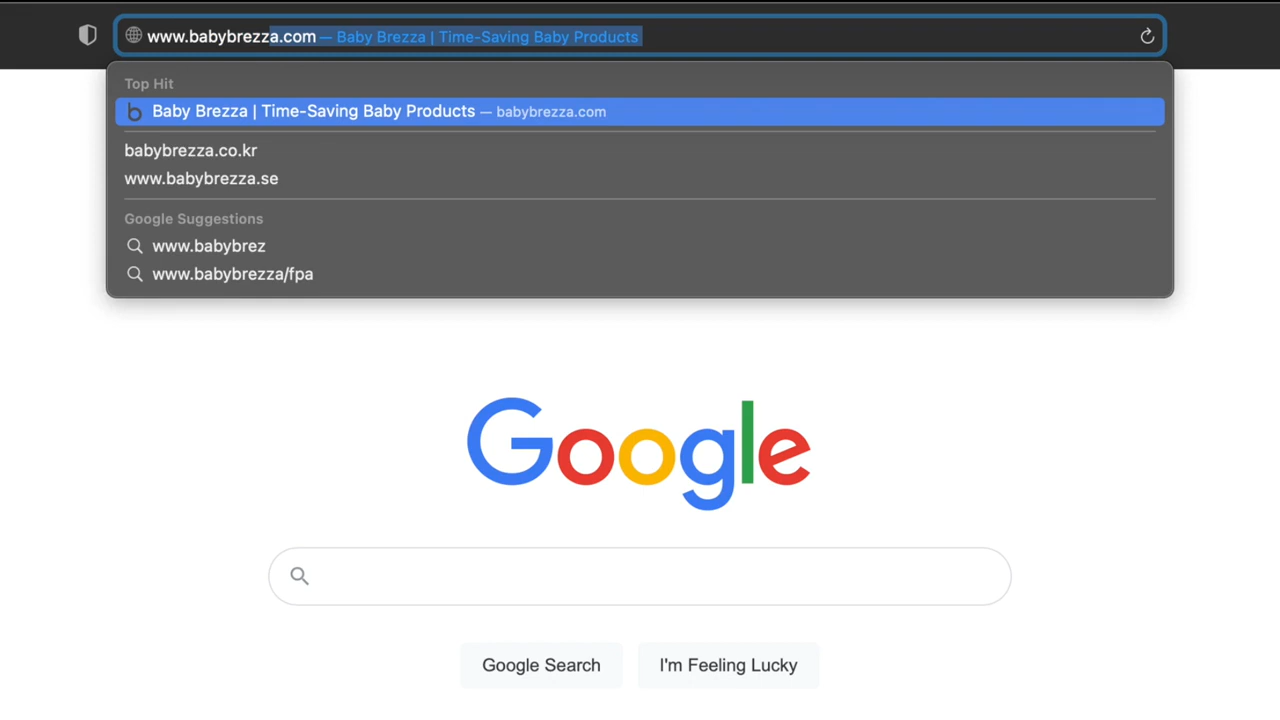 www.babybrezza.com — Baby Brezza | Time-Saving Baby Products
Top Hit
Baby Brezza | Time-Saving Baby Products — babybrezza.com
babybrezza.co.kr
www.babybrezza.se
Google Suggestions
www.babybrez
www.babybrezza/fpa
Google
Google Search
I'm Feeling Lucky